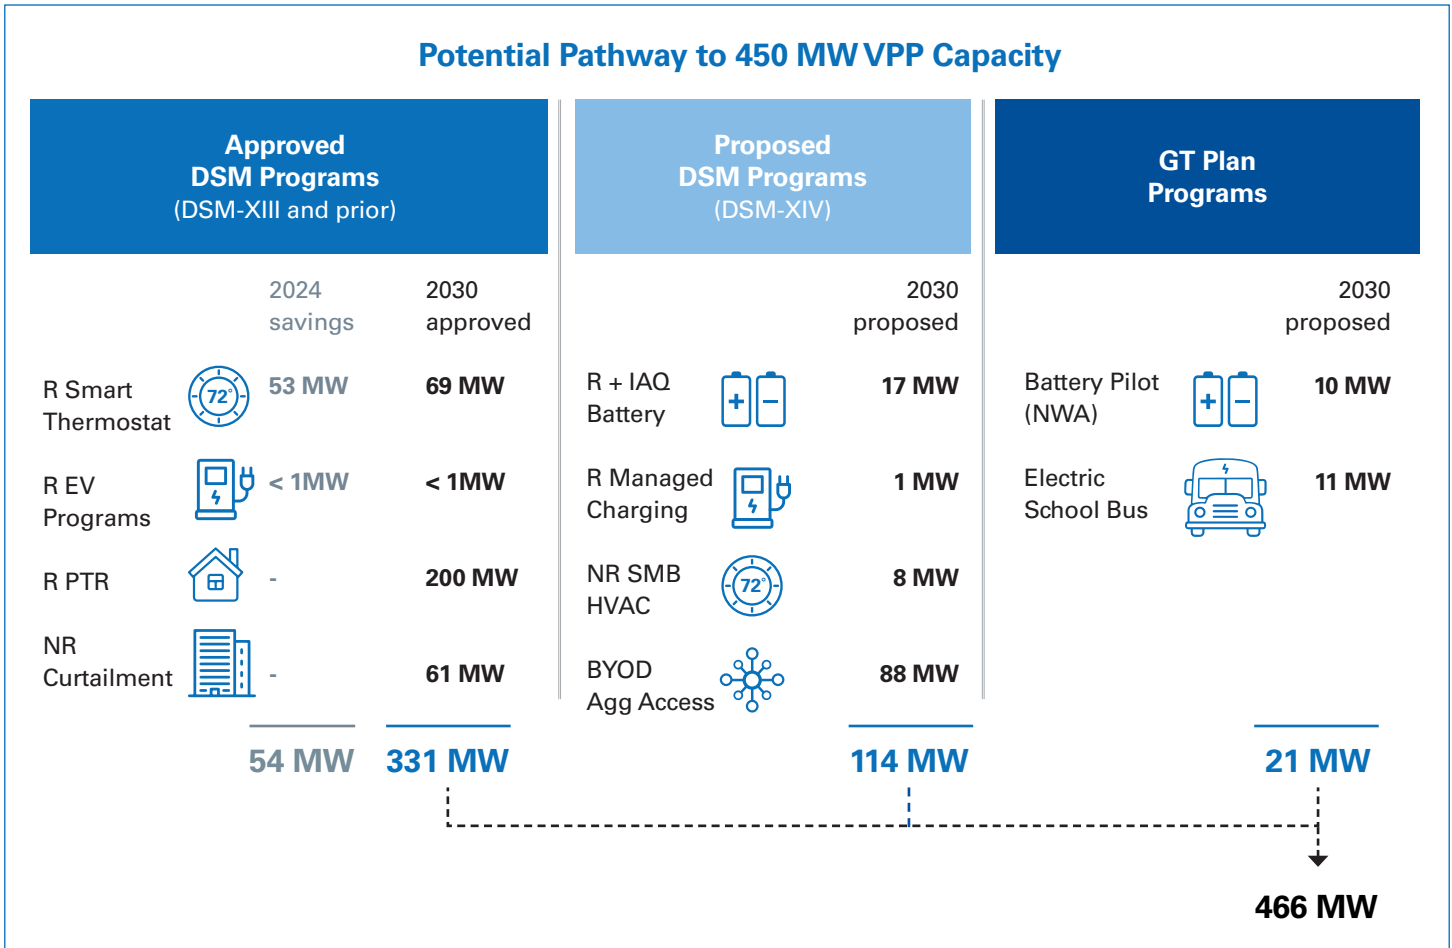 Potential Pathway to 450 MW VPP Capacity
Approved
DSM Programs
(DSM-XIII and prior)
2024
savings
2030
approved
R Smart
Thermostat
72°
53 MW
69 MW
R EV
Programs
< 1MW
< 1MW
R PTR
-
200 MW
NR
Curtailment
-
61 MW
54 MW
331 MW
Proposed
DSM Programs
(DSM-XIV)
2030
proposed
R + IAQ
Battery
17 MW
R Managed
Charging
1 MW
NR SMB
HVAC
72°
8 MW
BYOD
Agg Access
88 MW
114 MW
GT Plan
Programs
2030
proposed
Battery Pilot
(NWA)
10 MW
Electric
School Bus
11 MW
21 MW
466 MW